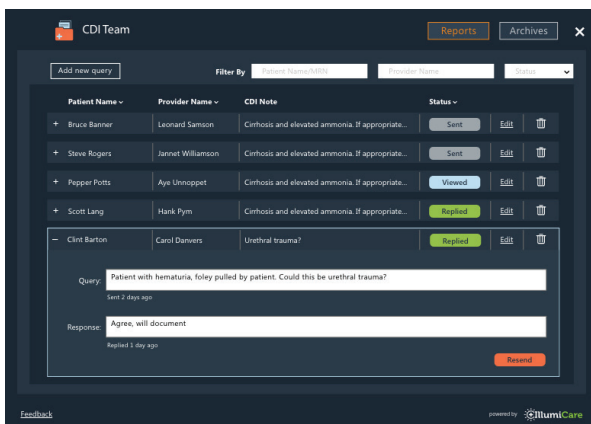 CDI Team
Reports
Archives
Add new query
Filter By
Patient Name/MRN
Provider Name
Status
Patient Name
Provider Name
CDI Note
Status
Bruce Banner Leonard Samson Cirrhosis and elevated ammonia. If appropriate... Sent Edit
Steve Rogers Jannet Williamson Cirrhosis and elevated ammonia. If appropriate... Sent Edit
Pepper Potts Aye Unnoppet Cirrhosis and elevated ammonia. If appropriate... Viewed Edit
Scott Lang Hank Pym Cirrhosis and elevated ammonia. If appropriate... Replied Edit
Clint Barton Carol Danvers Urethral trauma? Replied Edit
Query: Patient with hematuria, foley pulled by patient. Could this be urethral trauma?
Sent 2 days ago
Response: Agree, will document
Replied 1 day ago
Resend
Feedback
powered by IllumiCare